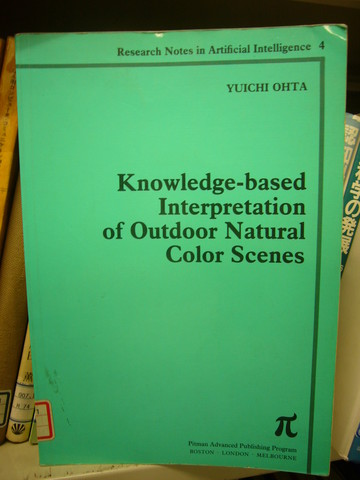 Research Notes in Artificial Intelligence 4
YUICHI OHTA
Knowledge-based
Interpretation
of Outdoor Natural
Color Scenes
π
Pitman Advanced Publishing Program
BOSTON · LONDON · MELBOURNE